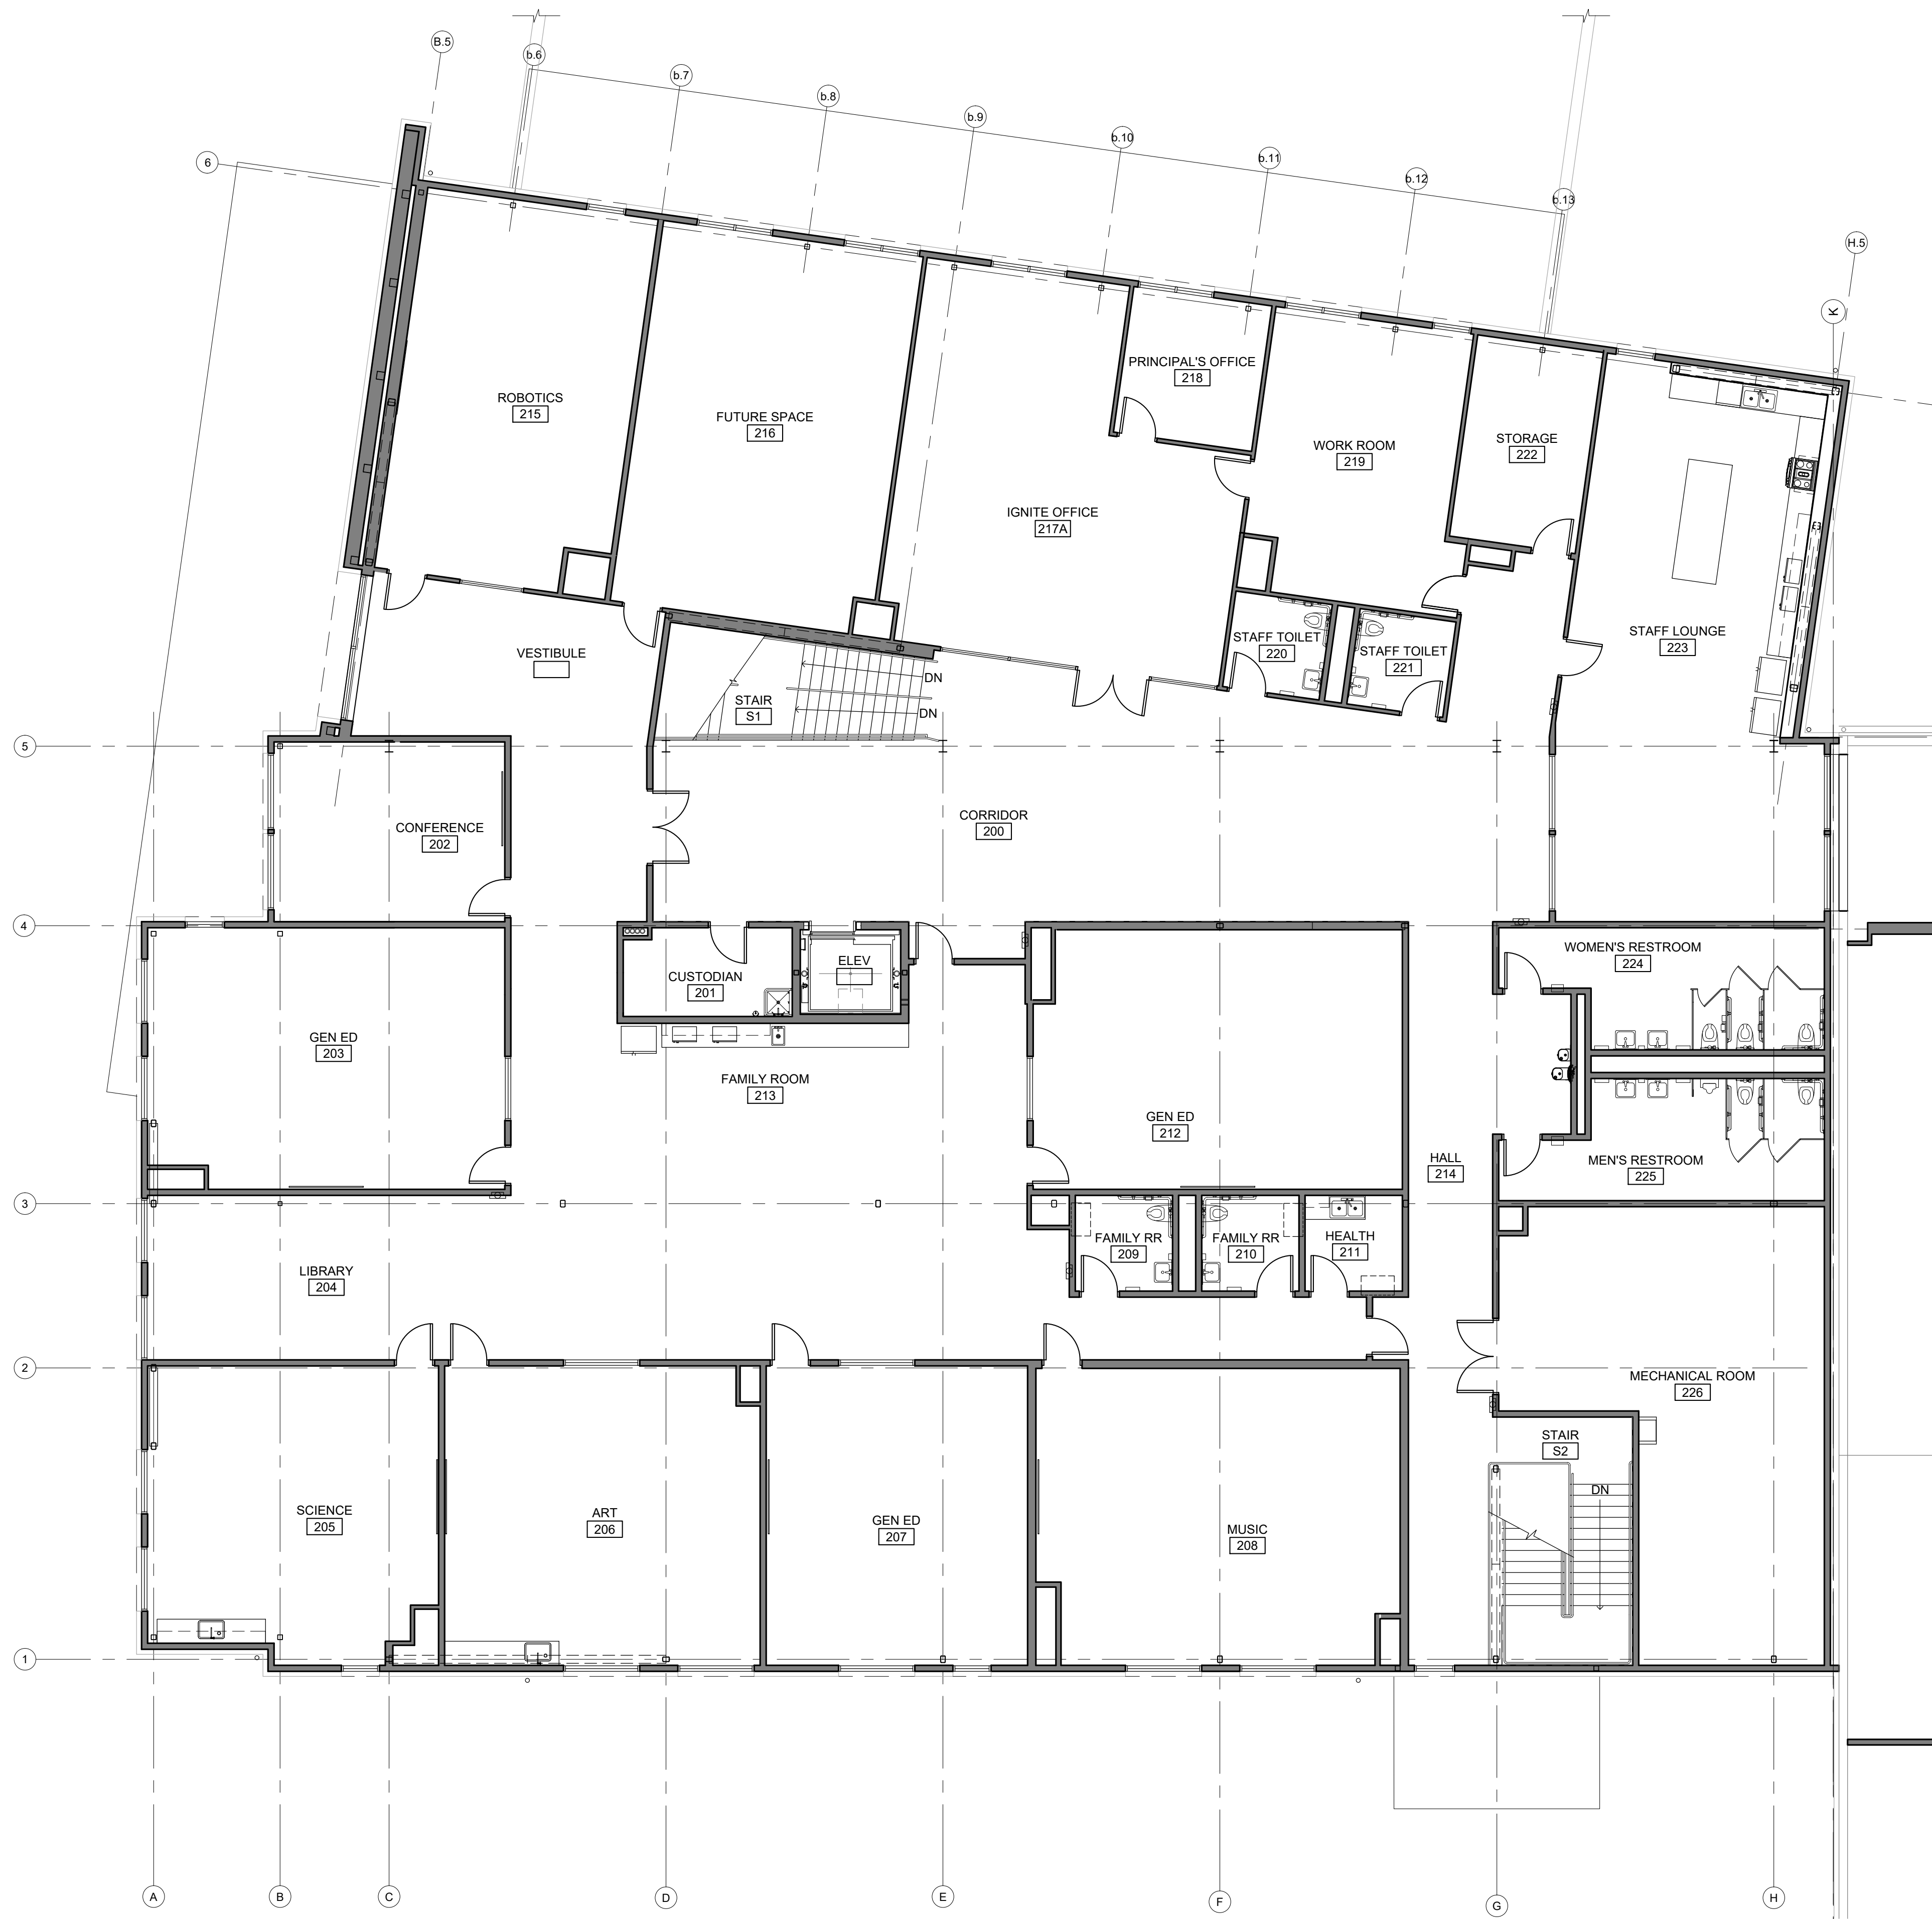 B.5
b.6
b.7
b.8
b.9
b.10
b.11
b.12
b.13
6
H.5
K
PRINCIPAL'S OFFICE
218
ROBOTICS
215
FUTURE SPACE
216
WORK ROOM
219
STORAGE
222
IGNITE OFFICE
217A
STAFF TOILET
220
STAFF TOILET
221
STAFF LOUNGE
223
VESTIBULE
STAIR
S1
DN
DN
5
CONFERENCE
202
CORRIDOR
200
4
CUSTODIAN
201
ELEV
WOMEN'S RESTROOM
224
GEN ED
203
FAMILY ROOM
213
GEN ED
212
HALL
214
MEN'S RESTROOM
225
3
FAMILY RR
209
FAMILY RR
210
HEALTH
211
LIBRARY
204
2
MECHANICAL ROOM
226
STAIR
S2
DN
SCIENCE
205
ART
206
GEN ED
207
MUSIC
208
1
A
B
C
D
E
F
G
H